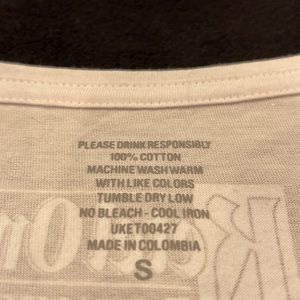 PLEASE DRINK RESPONSIBLY
100% COTTON
MACHINE WASH WARM
WITH LIKE COLORS
TUMBLE DRY LOW
NO BLEACH - COOL IRON
UKET00427
MADE IN COLOMBIA
S